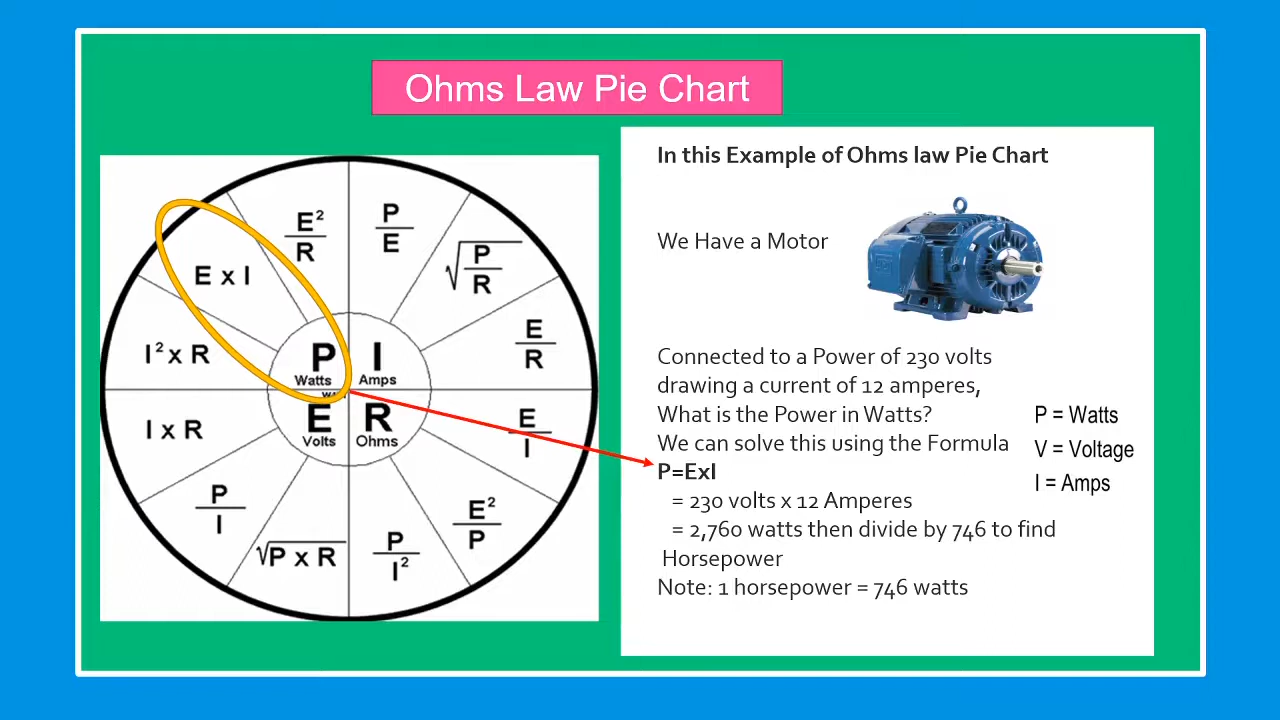 Ohms Law Pie Chart
E x I
E²
R
P
E
√P
R
I² x R
E
R
P
Watts
I
Amps
E
Volts
R
Ohms
I x R
E
I
P
I
√P x R
P
I²
E²
P
In this Example of Ohms law Pie Chart
We Have a Motor
Connected to a Power of 230 volts
drawing a current of 12 amperes,
What is the Power in Watts?
We can solve this using the Formula
P=ExI
= 230 volts x 12 Amperes
= 2,760 watts then divide by 746 to find
Horsepower
Note: 1 horsepower = 746 watts
P = Watts
V = Voltage
I = Amps